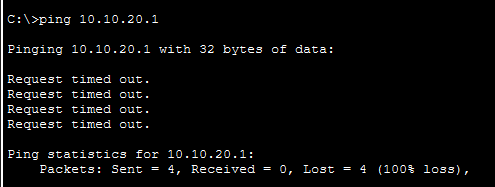 C:\>ping 10.10.20.1
Pinging 10.10.20.1 with 32 bytes of data:
Request timed out.
Request timed out.
Request timed out.
Request timed out.
Ping statistics for 10.10.20.1:
    Packets: Sent = 4, Received = 0, Lost = 4 (100% loss),